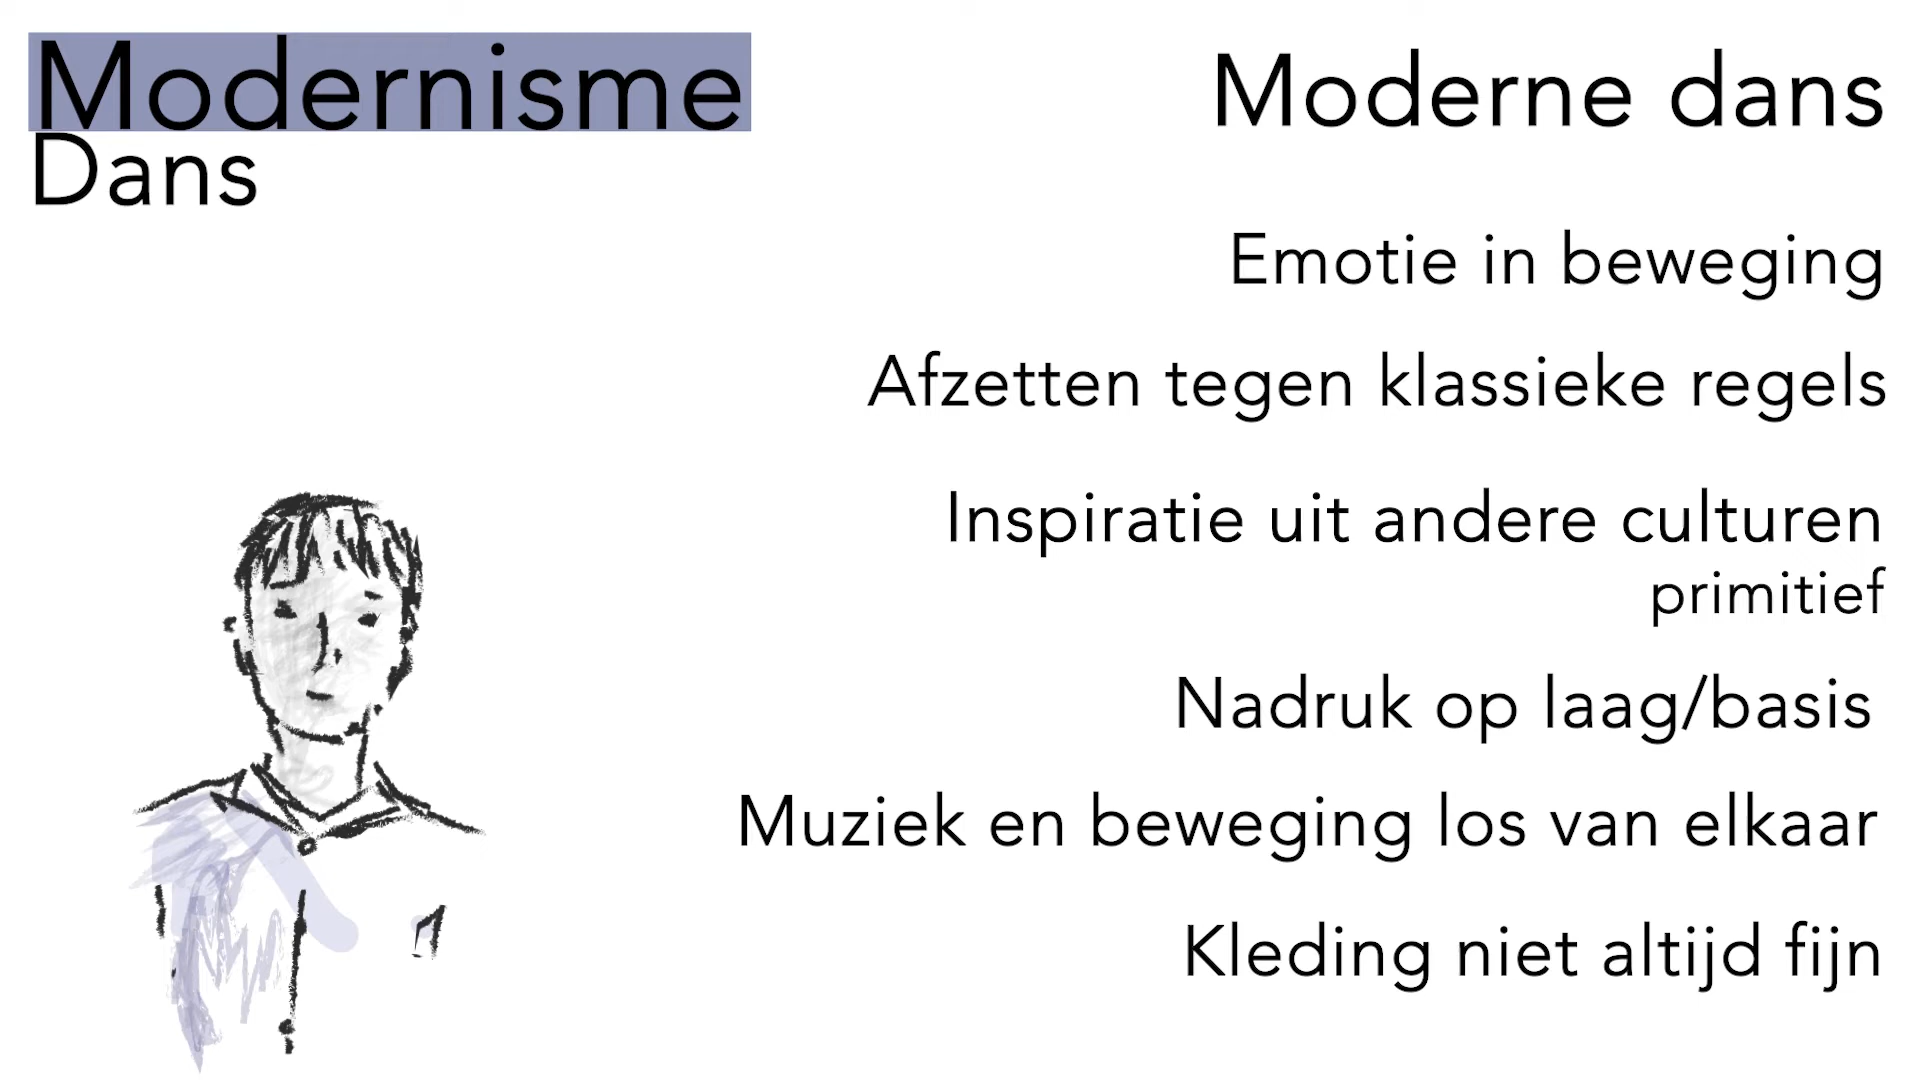 Modernisme
Dans
Moderne dans
Emotie in beweging
Afzetten tegen klassieke regels
Inspiratie uit andere culturen
primitief
Nadruk op laag/basis
Muziek en beweging los van elkaar
Kleding niet altijd fijn